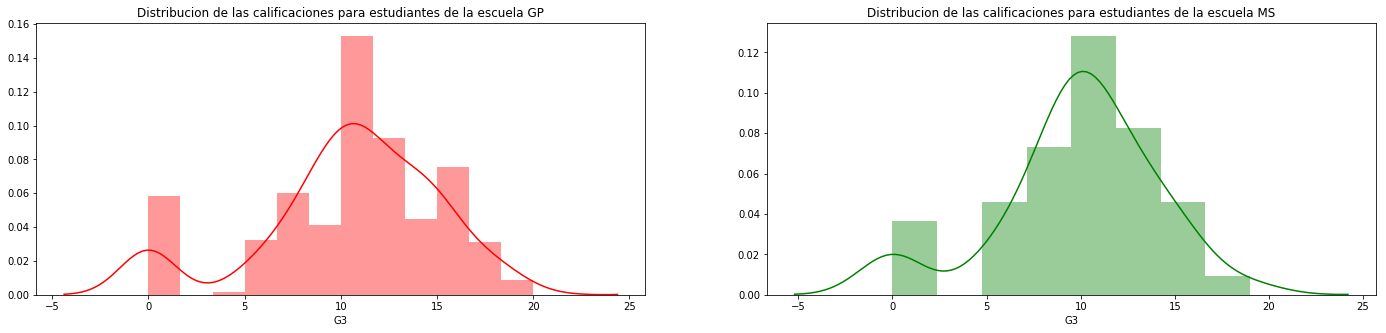 Distribucion de las calificaciones para estudiantes de la escuela GP
0.16
0.14
0.12
0.10
0.08
0.06
0.04
0.02
0.00
−5 0 5 10 15 20 25
G3
Distribucion de las calificaciones para estudiantes de la escuela MS
0.12
0.10
0.08
0.06
0.04
0.02
0.00
−5 0 5 10 15 20 25
G3